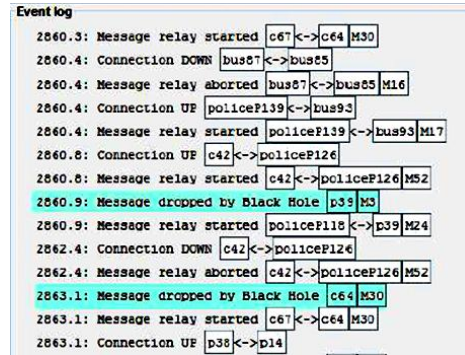 Event log
2860.3: Message relay started c67<->c64 M30
2860.4: Connection DOWN bus87<->bus85
2860.4: Message relay aborted bus87<->bus85 M16
2860.4: Connection UP policeP139<->bus93
2860.4: Message relay started policeP139<->bus93 M17
2860.8: Connection UP c42<->policeP126
2860.8: Message relay started c42<->policeP126 M52
2860.9: Message dropped by Black Hole p39 M3
2860.9: Message relay started policeP118<->p39 M24
2862.4: Connection DOWN c42<->policeP126
2862.4: Message relay aborted c42<->policeP126 M52
2863.1: Message dropped by Black Hole c64 M30
2863.1: Message relay started c67<->c64 M30
2863.1: Connection UP p38<->p14